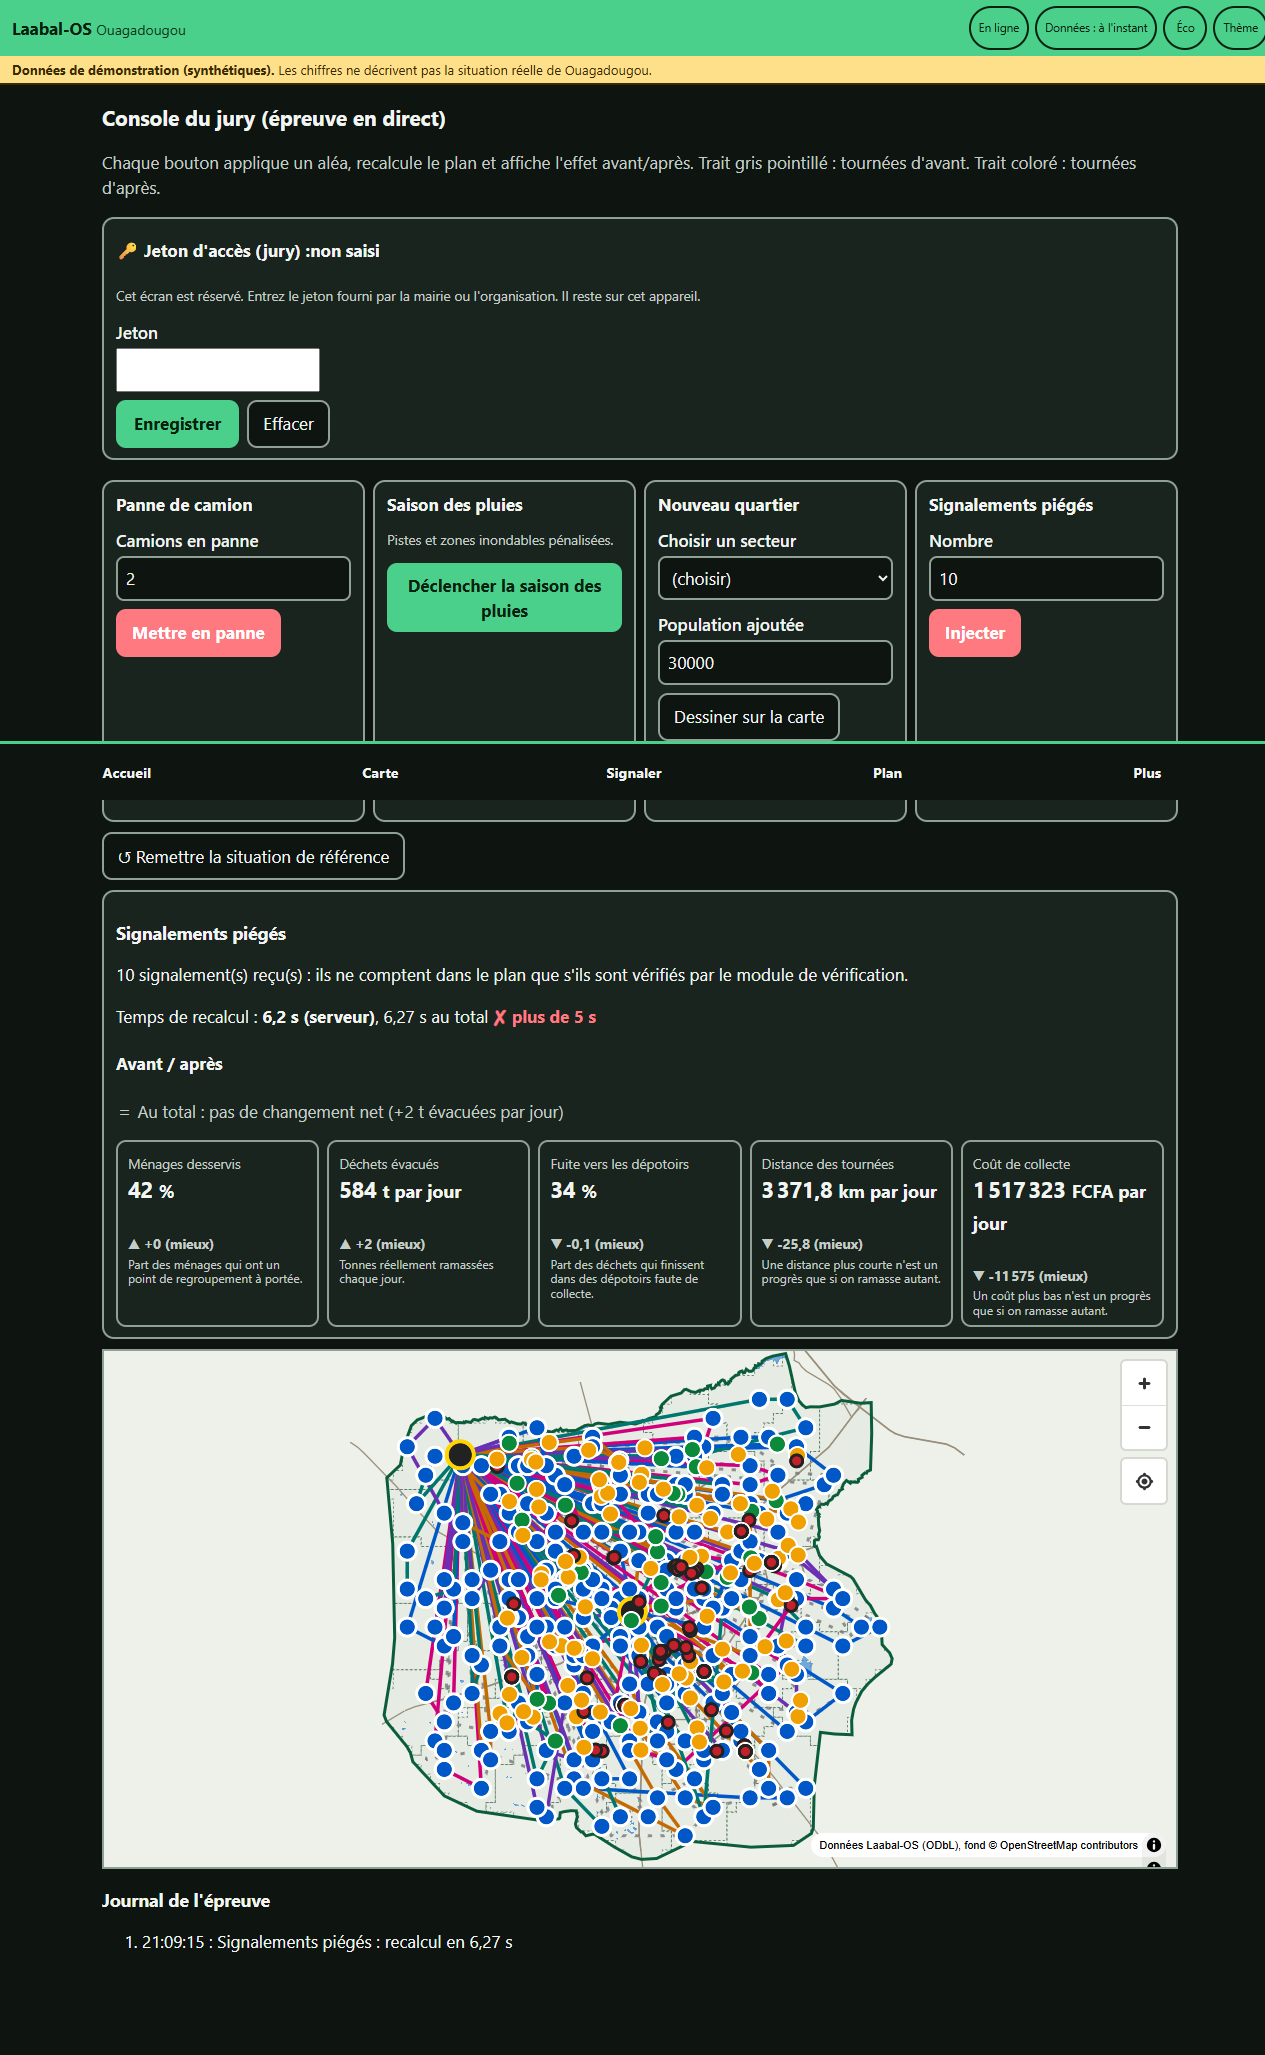 Laabal-OS Ouagadougou
En ligne
Données : à l'instant
Éco
Thème
Données de démonstration (synthétiques). Les chiffres ne décrivent pas la situation réelle de Ouagadougou.
Console du jury (épreuve en direct)
Chaque bouton applique un aléa, recalcule le plan et affiche l'effet avant/après. Trait gris pointillé : tournées d'avant. Trait coloré : tournées
d'après.
🔑 Jeton d'accès (jury) :non saisi
Cet écran est réservé. Entrez le jeton fourni par la mairie ou l'organisation. Il reste sur cet appareil.
Jeton
Enregistrer
Effacer
Panne de camion
Camions en panne
2
Mettre en panne
Saison des pluies
Pistes et zones inondables pénalisées.
Déclencher la saison des
pluies
Nouveau quartier
Choisir un secteur
(choisir)
Population ajoutée
30000
Dessiner sur la carte
Signalements piégés
Nombre
10
Injecter
Accueil
Carte
Signaler
Plan
Plus
↺ Remettre la situation de référence
Signalements piégés
10 signalement(s) reçu(s) : ils ne comptent dans le plan que s'ils sont vérifiés par le module de vérification.
Temps de recalcul : 6,2 s (serveur), 6,27 s au total ✘ plus de 5 s
Avant / après
= Au total : pas de changement net (+2 t évacuées par jour)
Ménages desservis
42 %
▲ +0 (mieux)
Part des ménages qui ont un
point de regroupement à portée.
Déchets évacués
584 t par jour
▲ +2 (mieux)
Tonnes réellement ramassées
chaque jour.
Fuite vers les dépotoirs
34 %
▼ -0,1 (mieux)
Part des déchets qui finissent
dans des dépotoirs faute de
collecte.
Distance des tournées
3 371,8 km par jour
▼ -25,8 (mieux)
Une distance plus courte n'est un
progrès que si on ramasse autant.
Coût de collecte
1 517 323 FCFA par
jour
▼ -11 575 (mieux)
Un coût plus bas n'est un progrès
que si on ramasse autant.
Données Laabal-OS (ODbL), fond © OpenStreetMap contributors
Journal de l'épreuve
1. 21:09:15 : Signalements piégés : recalcul en 6,27 s